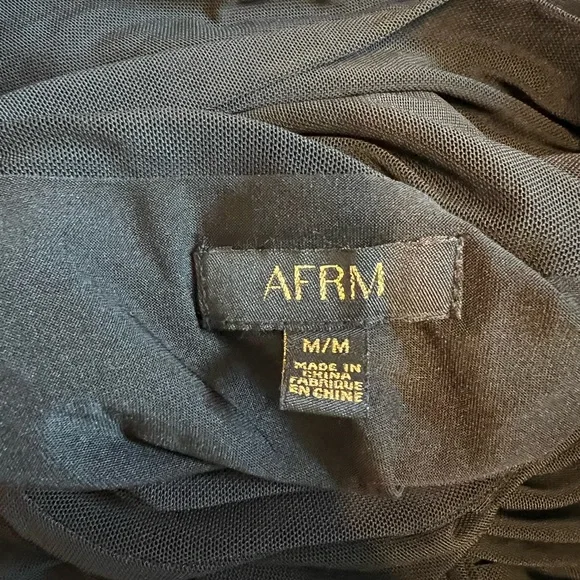 AFRM
M/M
MADE IN
CHINA
FABRIQUE
EN CHINE